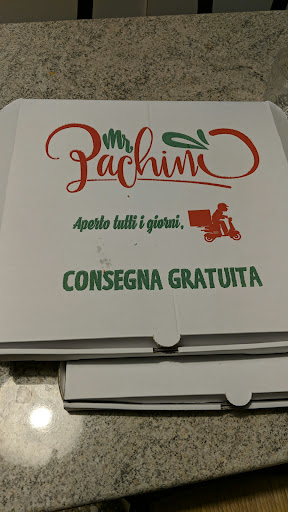 Mr
Pachino
Aperto tutti i giorni,
CONSEGNA GRATUITA